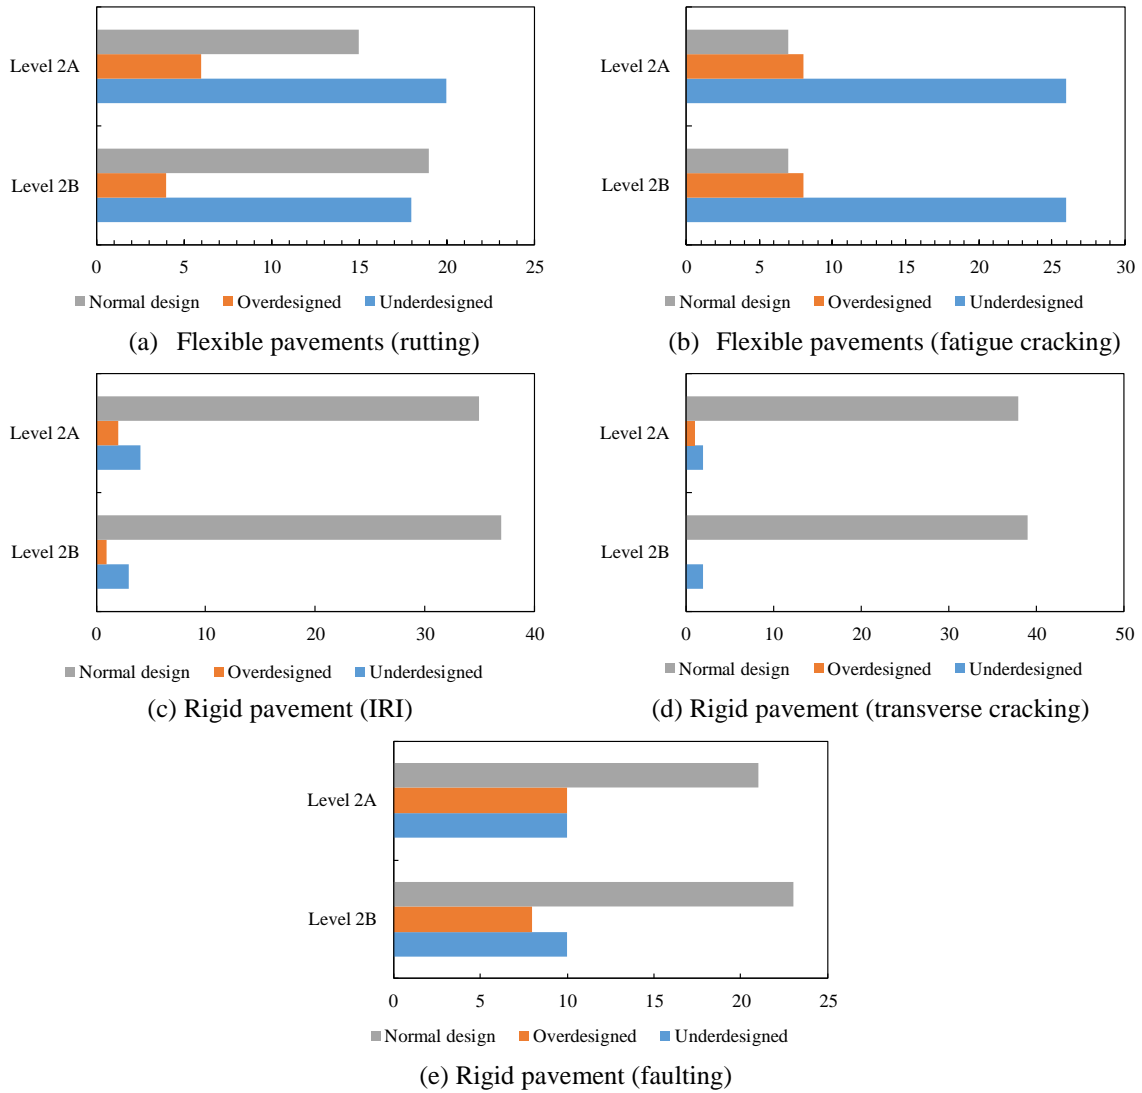 Level 2A
Level 2B
0 5 10 15 20 25
Normal design Overdesigned Underdesigned
(a) Flexible pavements (rutting)
Level 2A
Level 2B
0 5 10 15 20 25 30
Normal design Overdesigned Underdesigned
(b) Flexible pavements (fatigue cracking)
Level 2A
Level 2B
0 10 20 30 40
Normal design Overdesigned Underdesigned
(c) Rigid pavement (IRI)
Level 2A
Level 2B
0 10 20 30 40 50
Normal design Overdesigned Underdesigned
(d) Rigid pavement (transverse cracking)
Level 2A
Level 2B
0 5 10 15 20 25
Normal design Overdesigned Underdesigned
(e) Rigid pavement (faulting)